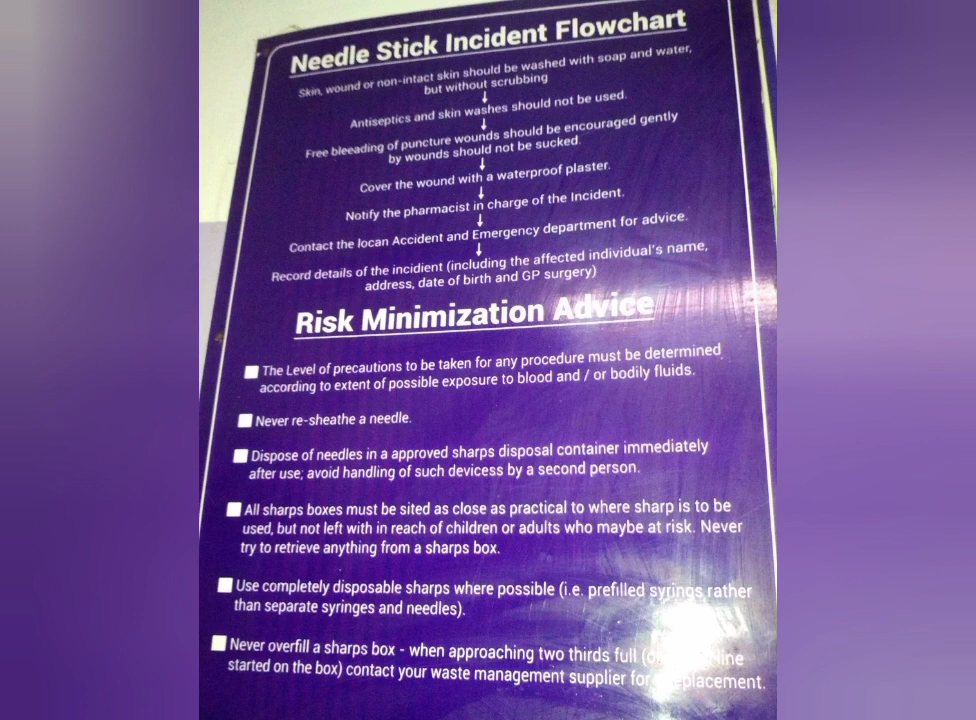 Needle Stick Incident Flowchart
Skin, wound or non-intact skin should be washed with soap and water,
but without scrubbing
Antiseptics and skin washes should not be used.
Free bleeading of puncture wounds should be encouraged gently
by wounds should not be sucked.
Cover the wound with a waterproof plaster.
Notify the pharmacist in charge of the Incident.
Contact the locan Accident and Emergency department for advice.
Record details of the incidient (including the affected individual's name,
address, date of birth and GP surgery)
Risk Minimization Advice
The Level of precautions to be taken for any procedure must be determined
according to extent of possible exposure to blood and / or bodily fluids.
Never re-sheathe a needle.
Dispose of needles in a approved sharps disposal container immediately
after use; avoid handling of such devicess by a second person.
All sharps boxes must be sited as close as practical to where sharp is to be
used, but not left with in reach of children or adults who maybe at risk. Never
try to retrieve anything from a sharps box.
Use completely disposable sharps where possible (i.e. prefilled syrings rather
than separate syringes and needles).
Never overfill a sharps box - when approaching two thirds full line
started on the box) contact your waste management supplier for